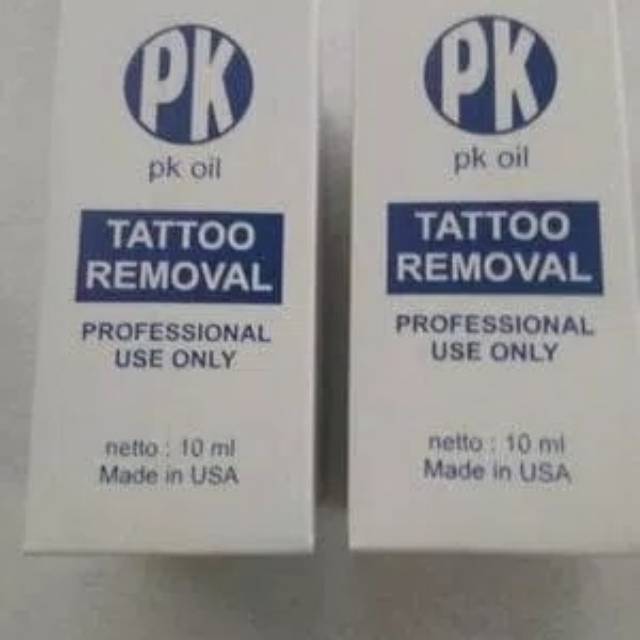 PK
pk oil
TATTOO
REMOVAL
PROFESSIONAL
USE ONLY
netto : 10 ml
Made in USA
PK
pk oil
TATTOO
REMOVAL
PROFESSIONAL
USE ONLY
netto : 10 ml
Made in USA